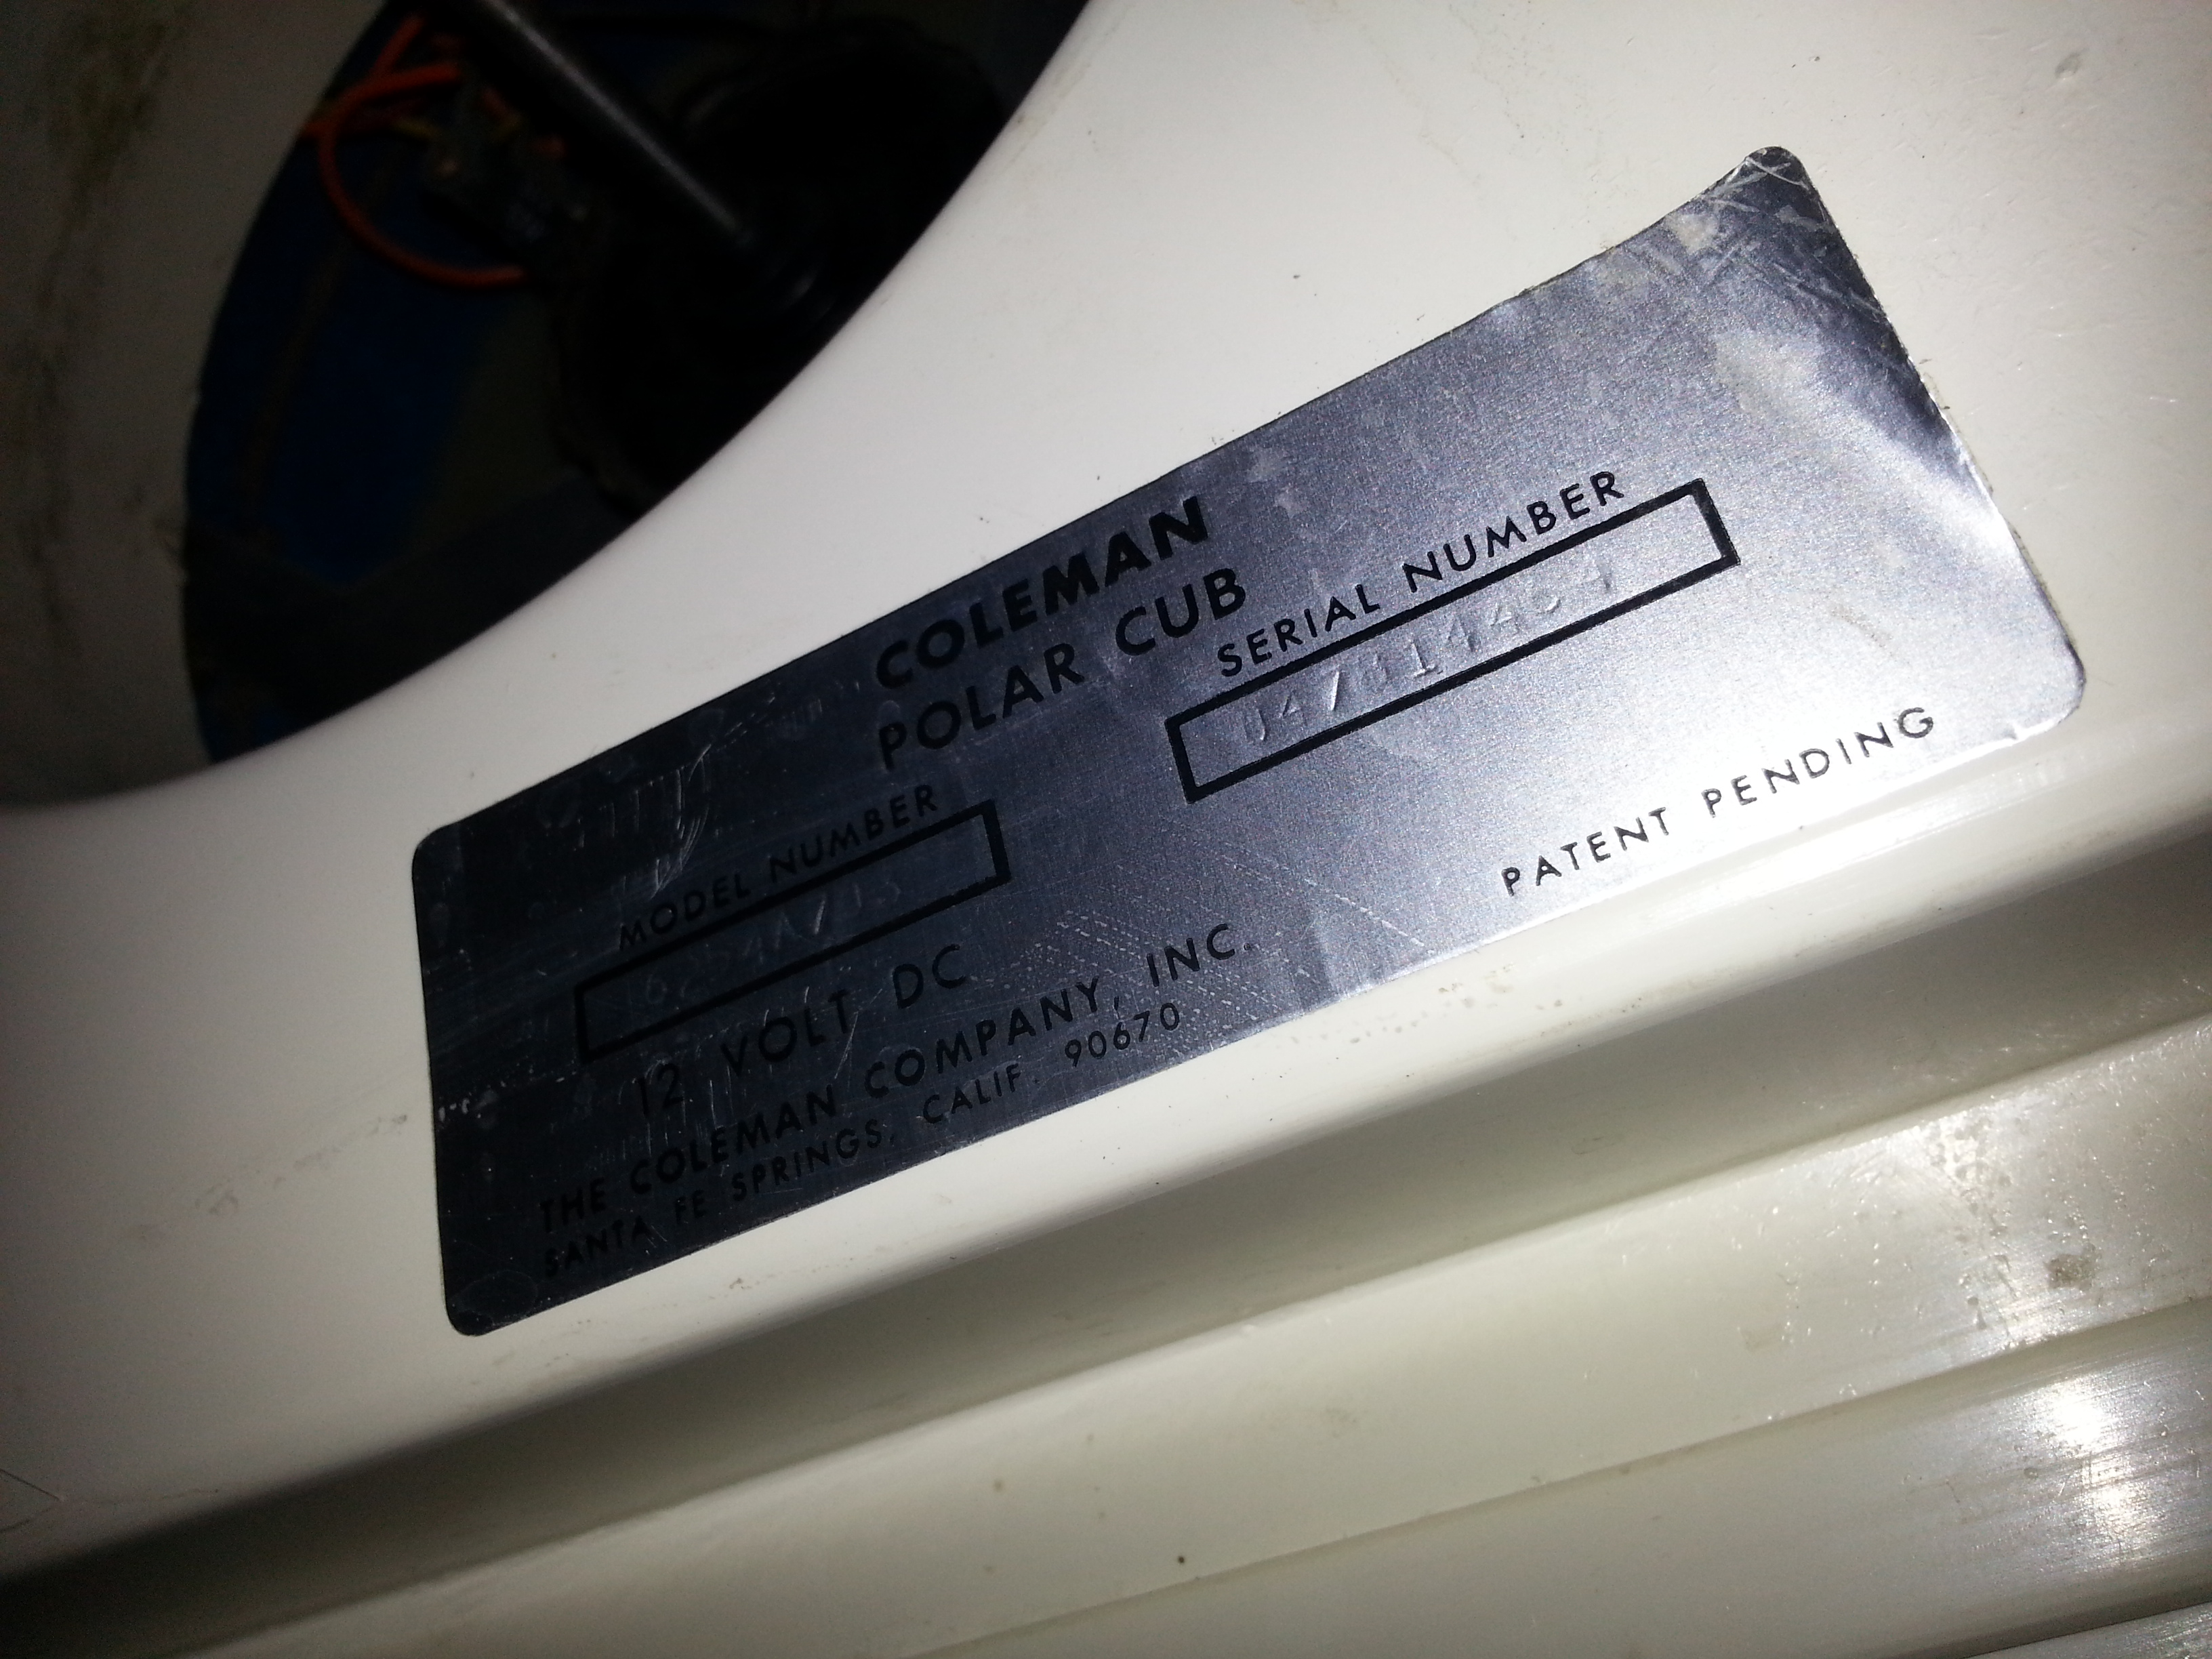 COLEMAN
POLAR CUB
MODEL NUMBER
SERIAL NUMBER
12 VOLT DC
THE COLEMAN COMPANY, INC.
SANTA FE SPRINGS, CALIF. 90670
PATENT PENDING